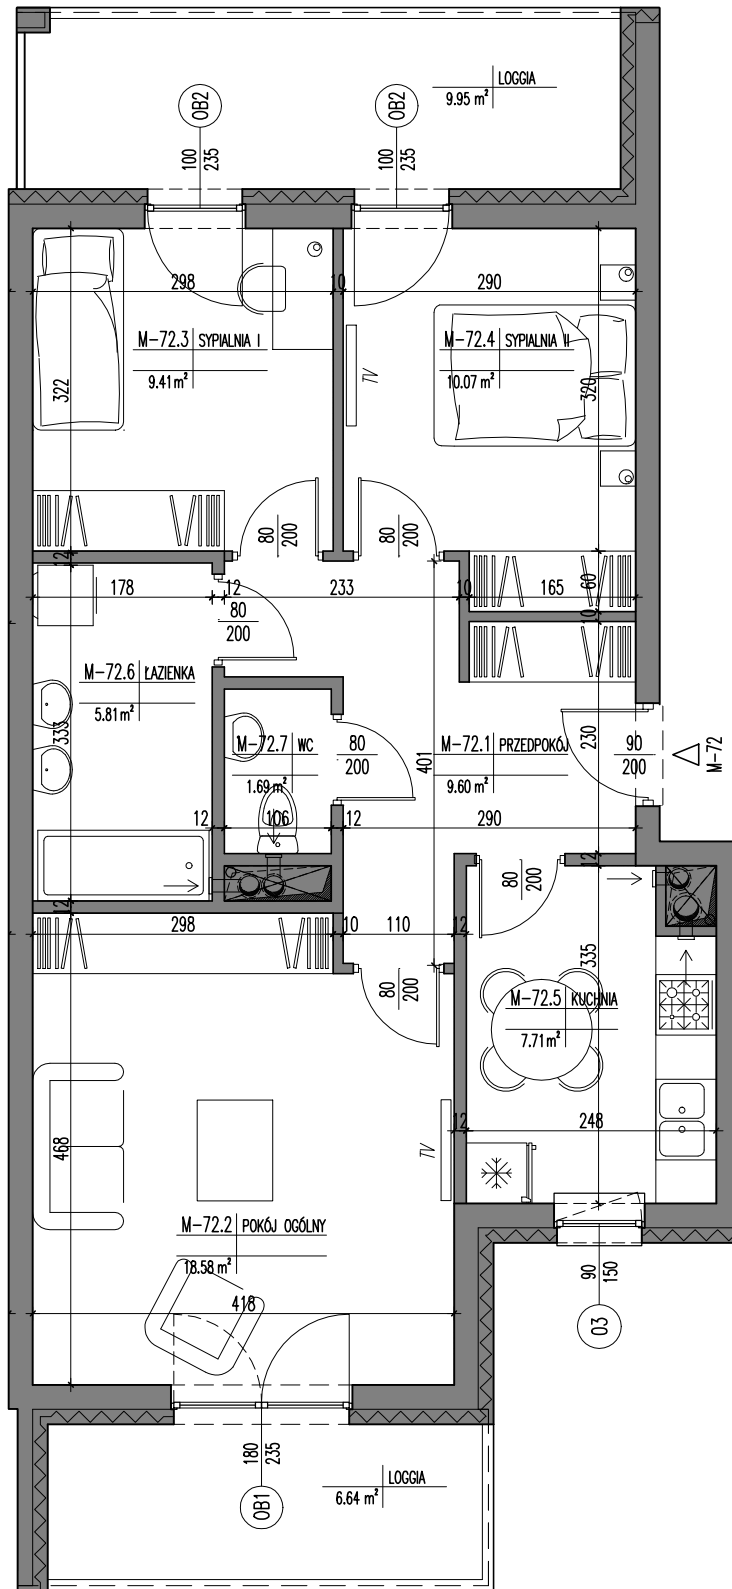 LOGGIA
9.95 m²
OB2
OB2
100
235
100
235
298
10
290
M-72.3 SYPIALNIA I
9.41 m²
M-72.4 SYPIALNIA II
10.07 m²
TV
322
320
80
200
80
200
12
178
12
233
10
165
60
10
80
200
M-72.6 ŁAZIENKA
5.81 m²
333
M-72.7 WC
1.69 m²
80
200
401
M-72.1 PRZEDPOKÓJ
9.60 m²
230
90
200
M-72
12
106
12
290
12
80
200
12
298
10
110
12
80
200
335
M-72.5 KUCHNIA
7.71 m²
468
TV
12
248
M-72.2 POKÓJ OGÓLNY
18.58 m²
90
150
418
O3
180
235
OB1
LOGGIA
6.64 m²